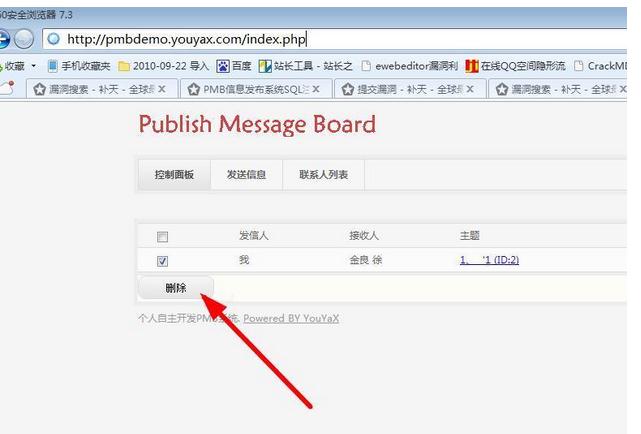 60安全浏览器 7.3
http://pmbdemo.youyax.com/index.php
收藏 手机收藏夹 2010-09-22 导入 百度 站长工具 - 站长之 ewebeditor漏洞利 在线QQ空间隐形流 CrackMD
漏洞搜索 - 补天 - 全球最 PMB信息发布系统SQL注 提交漏洞 - 补天 - 全球最 漏洞搜索 - 补天 - 全球最
Publish Message Board
控制面板 发送信息 联系人列表
发信人 接收人 主题
我 金良 徐 1、 '1 (ID:2)
删除
个人自主开发PMB系统. Powered BY YouYaX